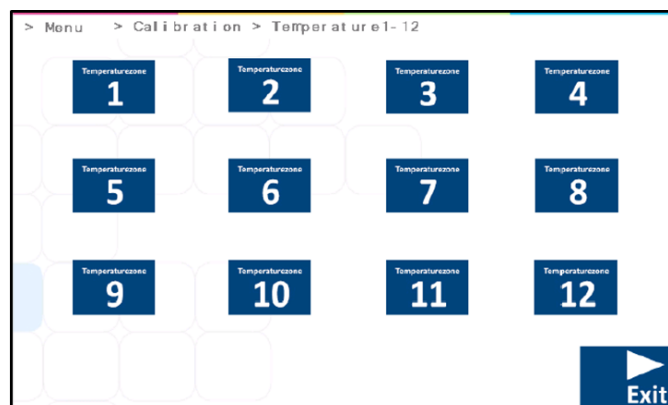 > Menu > Calibration > Temperature1-12
Temperaturezone Temperaturezone Temperaturezone Temperaturezone
1 2 3 4
Temperaturezone Temperaturezone Temperaturezone Temperaturezone
5 6 7 8
Temperaturezone Temperaturezone Temperaturezone Temperaturezone
9 10 11 12
Exit